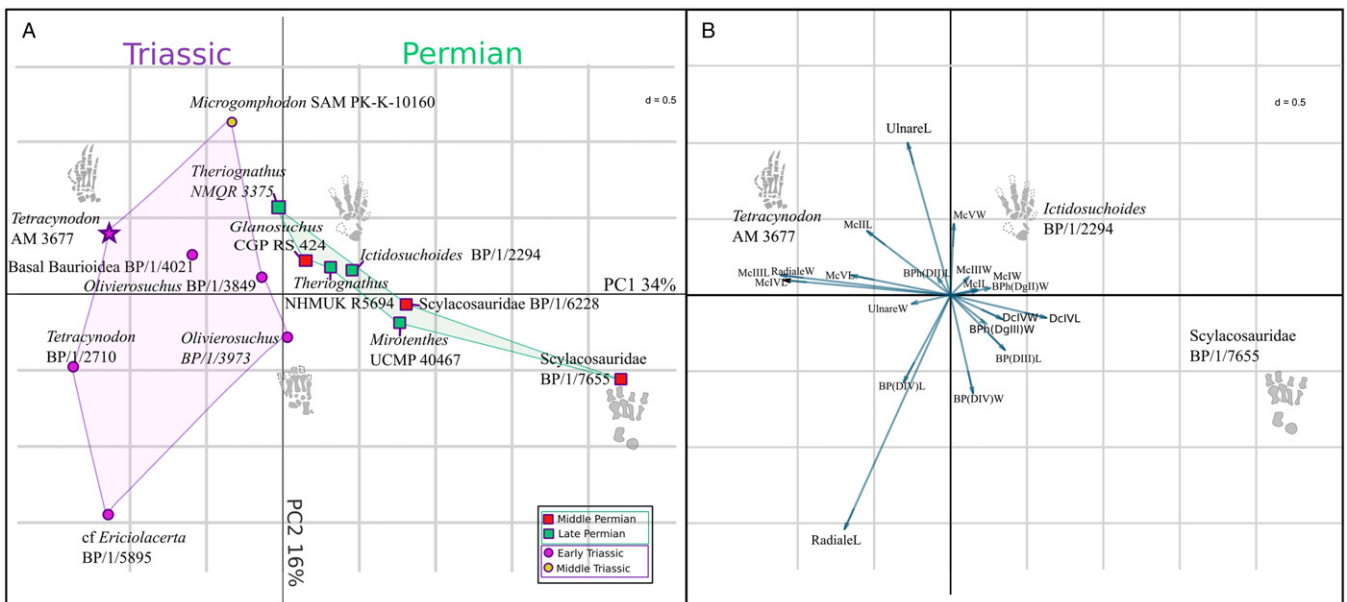 A
Triassic
Permian
Microgomphodon SAM PK-K-10160
d = 0.5
Theriognathus
NMQR 3375
Tetracynodon
AM 3677
Glanosuchus
CGP RS 424
Ictidosuchoides BP/1/2294
Basal Baurioidea BP/1/4021
Olivierosuchus BP/1/3849
Theriognathus
NHMUK R5694
PC1 34%
Scylacosauridae BP/1/6228
Tetracynodon
BP/1/2710
Olivierosuchus
BP/1/3973
Mirotenthes
UCMP 40467
Scylacosauridae
BP/1/7655
cf Ericiolacerta
BP/1/5895
PC2 16%
Middle Permian
Late Permian
Early Triassic
Middle Triassic
B
d = 0.5
UlnareL
Tetracynodon
AM 3677
McIIL
McVW
Ictidosuchoides
BP/1/2294
McIIIL
RadialeW
McIVL
McVL
BPh(DII)L
McIIIW
McIW
McIL
BPh(DgII)W
UlnareW
DcIVW
DcIVL
BPh(DgIII)W
BP(DIII)L
BP(DIV)L
BP(DIV)W
Scylacosauridae
BP/1/7655
RadialeL